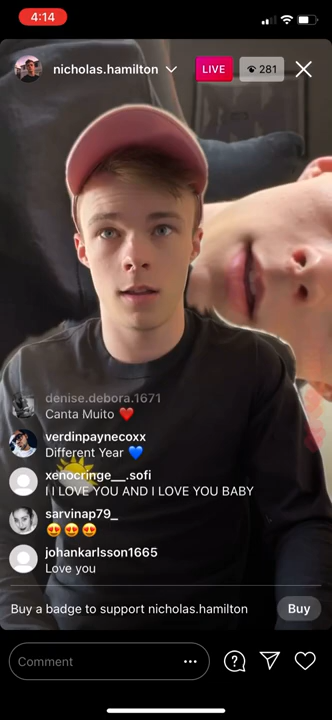 4:14
nicholas.hamilton
LIVE
281
denise.debora.1671
Canta Muito ❤️
verdinpaynecoxx
Different Year 💙
xenocringe__.sofi
I I LOVE YOU AND I LOVE YOU BABY
sarvinap79_
😍😍😍
johankarlsson1665
Love you
Buy a badge to support nicholas.hamilton
Buy
Comment